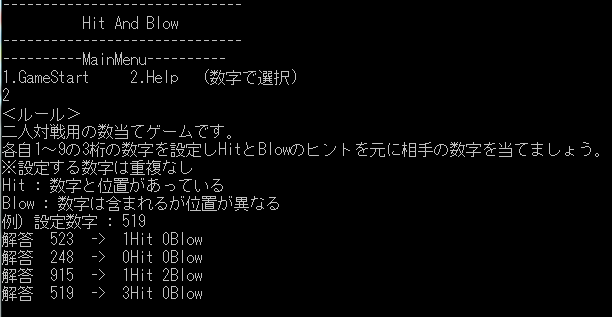 ------------------------------
Hit And Blow
------------------------------
----------MainMenu----------
1.GameStart 2.Help (数字で選択)
2
<ルール>
二人対戦用の数当てゲームです。
各自1～9の3桁の数字を設定しHitとBlowのヒントを元に相手の数字を当てましょう。
※設定する数字は重複なし
Hit : 数字と位置があっている
Blow : 数字は含まれるが位置が異なる
例) 設定数字 : 519
解答 523 -> 1Hit 0Blow
解答 248 -> 0Hit 0Blow
解答 915 -> 1Hit 2Blow
解答 519 -> 3Hit 0Blow